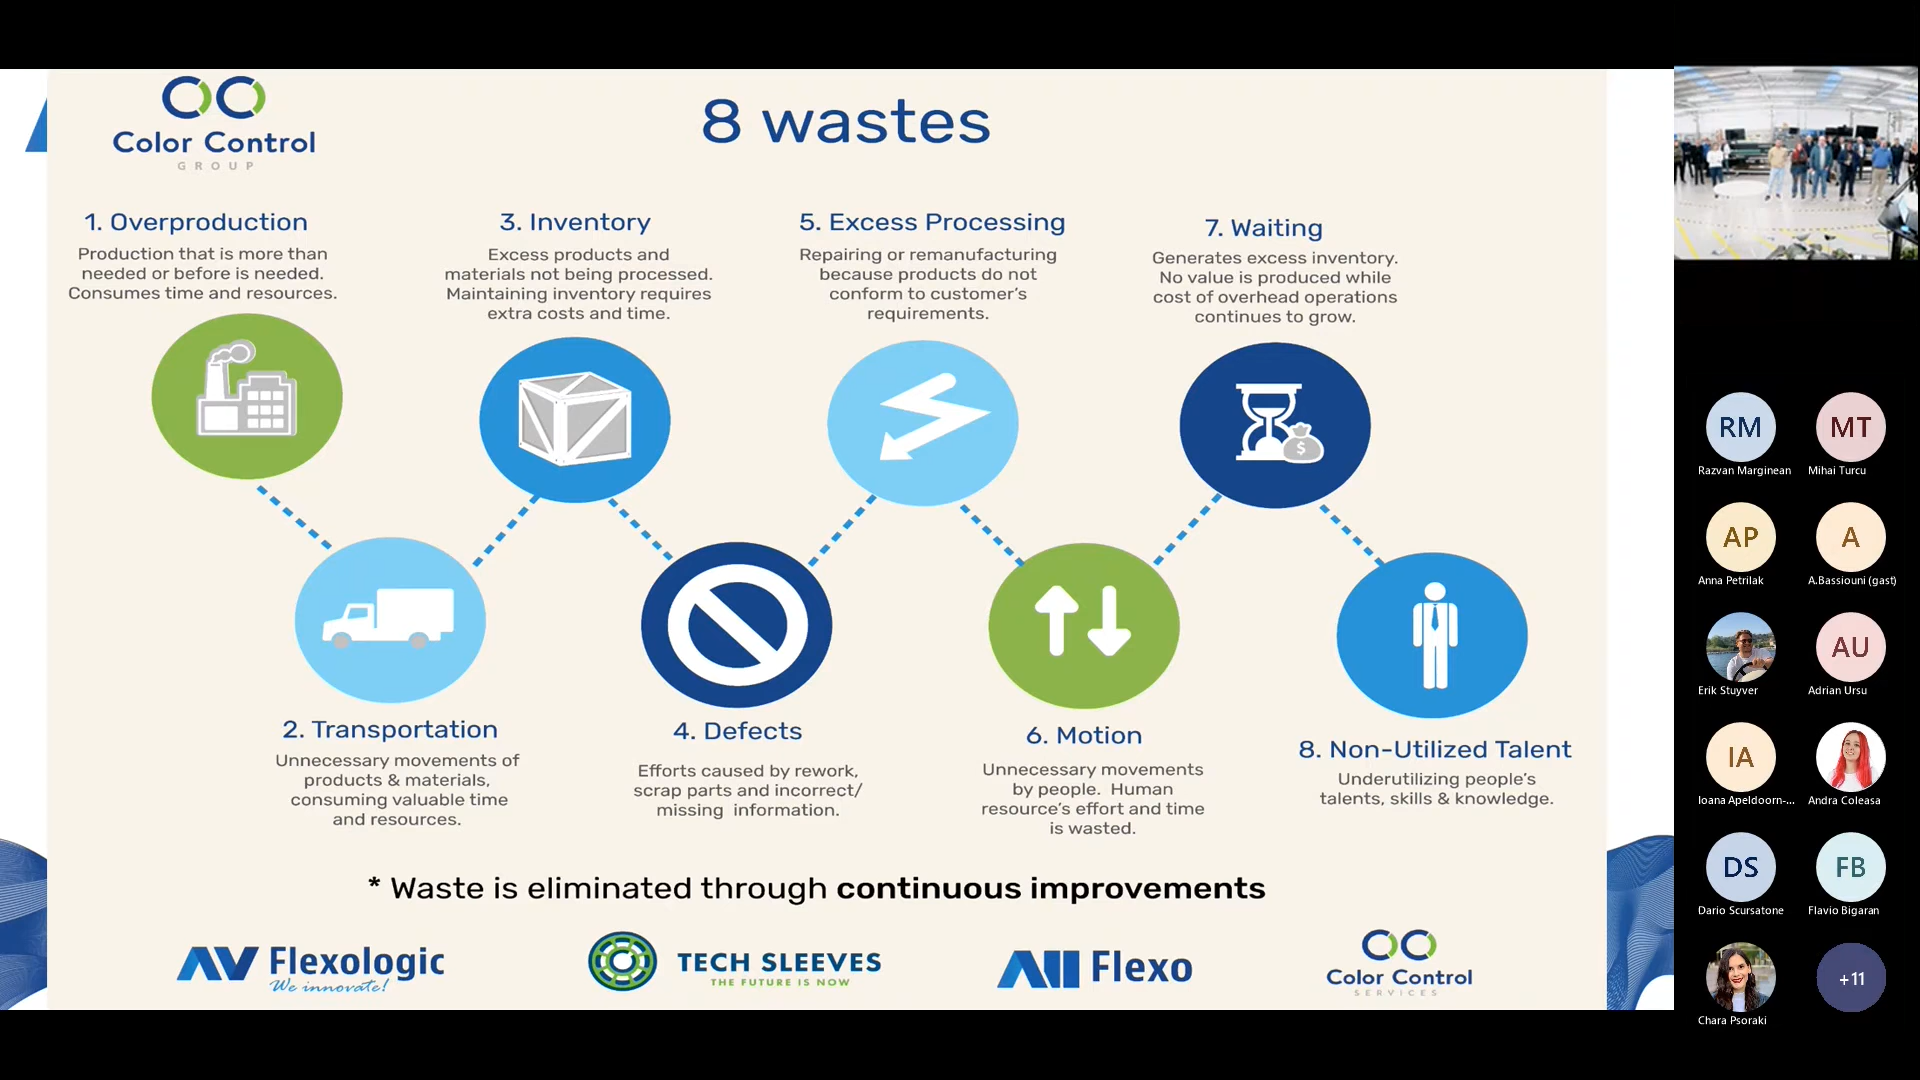 Color Control
GROUP
8 wastes
1. Overproduction
Production that is more than
needed or before is needed.
Consumes time and resources.
3. Inventory
Excess products and
materials not being processed.
Maintaining inventory requires
extra costs and time.
5. Excess Processing
Repairing or remanufacturing
because products do not
conform to customer's
requirements.
7. Waiting
Generates excess inventory.
No value is produced while
cost of overhead operations
continues to grow.
$
2. Transportation
Unnecessary movements of
products & materials,
consuming valuable time
and resources.
4. Defects
Efforts caused by rework,
scrap parts and incorrect/
missing information.
6. Motion
Unnecessary movements
by people. Human
resource's effort and time
is wasted.
8. Non-Utilized Talent
Underutilizing people's
talents, skills & knowledge.
* Waste is eliminated through continuous improvements
Flexologic
We innovate!
TECH SLEEVES
THE FUTURE IS NOW
Flexo
Color Control
SERVICES
RM
Razvan Marginean
MT
Mihai Turcu
AP
Anna Petrilak
A
A.Bassiouni (gast)
Erik Stuyver
AU
Adrian Ursu
IA
Ioana Apeldoorn-...
Andra Coleasa
DS
Dario Scursatone
FB
Flavio Bigaran
Chara Psoraki
+11